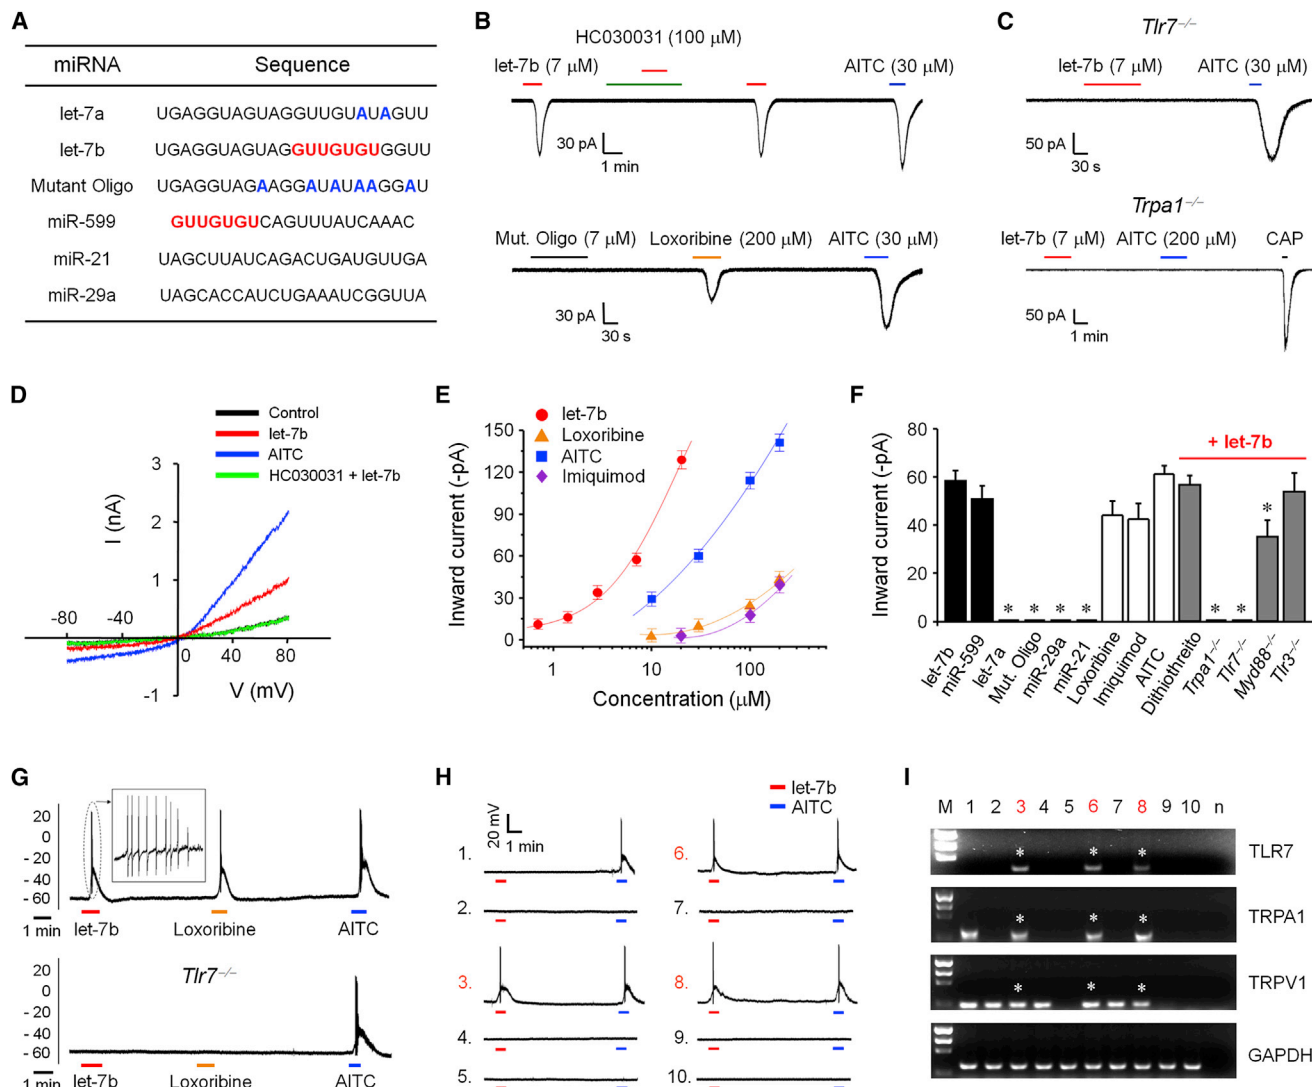 A
miRNA Sequence
let-7a UGAGGUAGUAGGUUGUAUAGUU
let-7b UGAGGUAGUAGGUUGUGUGGUU
Mutant Oligo UGAGGUAGAAGGAUAUAAGGAU
miR-599 GUUGUGUCAGUUUAUCAAAC
miR-21 UAGCUUAUCAGACUGAUGUUGA
miR-29a UAGCACCAUCUGAAAUCGGUUA
B
HC030031 (100 μM)
let-7b (7 μM) AITC (30 μM)
30 pA
1 min
Mut. Oligo (7 μM) Loxoribine (200 μM) AITC (30 μM)
30 pA
30 s
C
Tlr7–/–
let-7b (7 μM) AITC (30 μM)
50 pA
30 s
Trpa1–/–
let-7b (7 μM) AITC (200 μM) CAP
50 pA
1 min
D
Control
let-7b
AITC
HC030031 + let-7b
I (nA)
3
2
1
-1
-80 -40 0 40 80
V (mV)
E
let-7b
Loxoribine
AITC
Imiquimod
Inward current (-pA)
150
120
90
60
30
0
1 10 100
Concentration (μM)
F
+ let-7b
Inward current (-pA)
80
60
40
20
0
* * * * * * *
let-7b
miR-599
let-7a
Mut. Oligo
miR-29a
miR-21
Loxoribine
Imiquimod
AITC
Dithiothreito
Trpa1–/–
Tlr7–/–
Myd88–/–
Tlr3–/–
G
20
0
- 20
- 40
- 60
1 min
let-7b Loxoribine AITC
Tlr7–/–
20
0
- 20
- 40
- 60
1 min
let-7b Loxoribine AITC
H
let-7b
AITC
20 mV
1 min
1. 6.
2. 7.
3. 8.
4. 9.
5. 10.
I
M 1 2 3 4 5 6 7 8 9 10 n
* * * TLR7
* * * TRPA1
* * * TRPV1
GAPDH